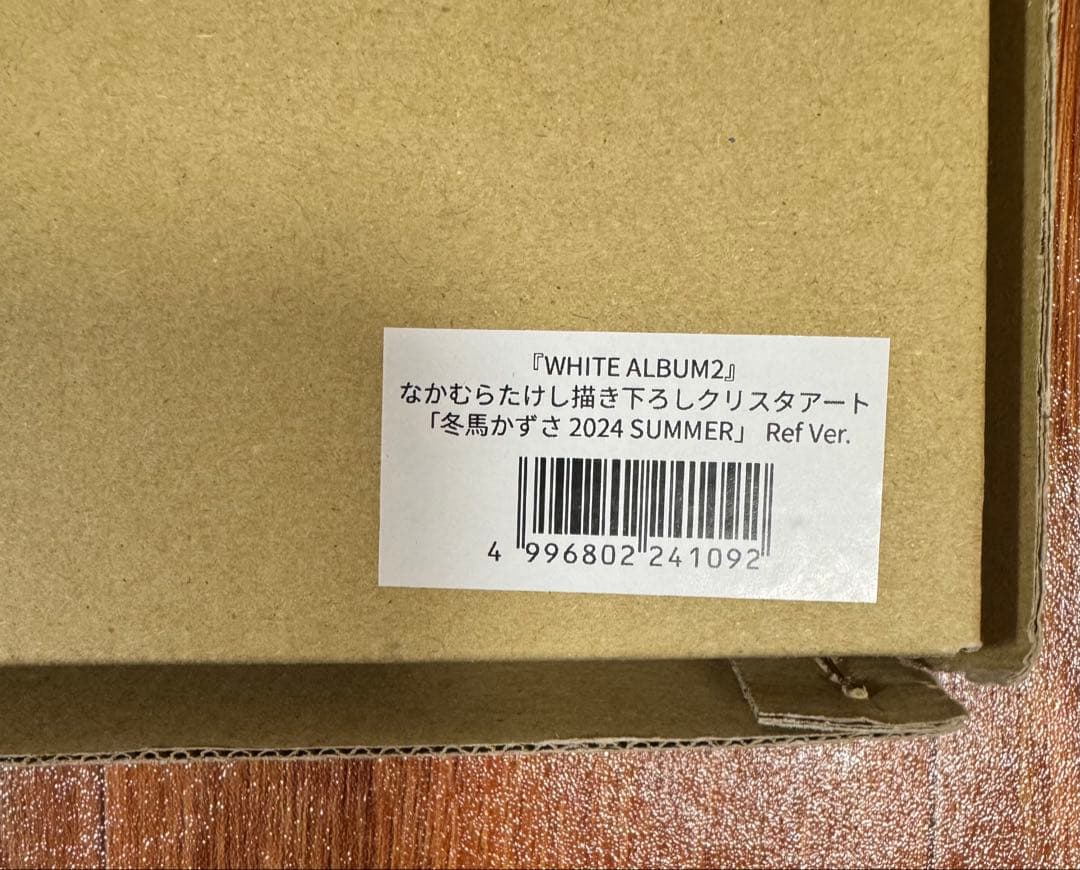 『WHITE ALBUM2』
なかむらたけし描き下ろしクリスタアート
「冬馬かずさ 2024 SUMMER」 Ref Ver.
4 996802 241092